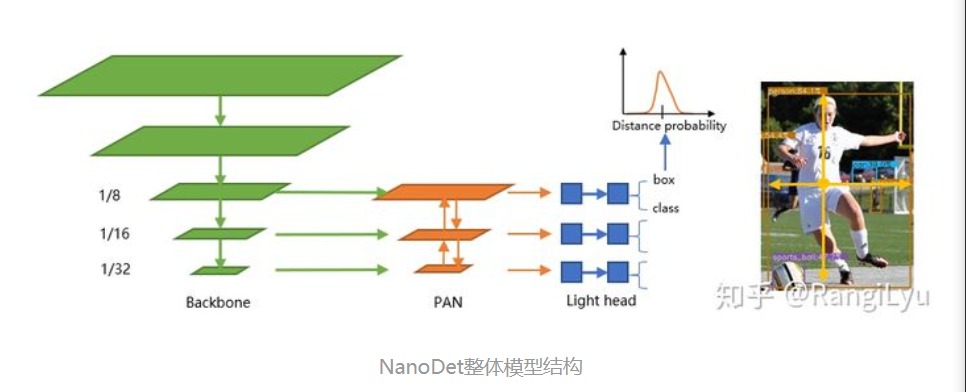 Distance probability
person:84.1%
1/8
box
class
1/16
1/32
sports_ball:
Backbone
PAN
Light head
知乎 @RangiLyu
NanoDet整体模型结构